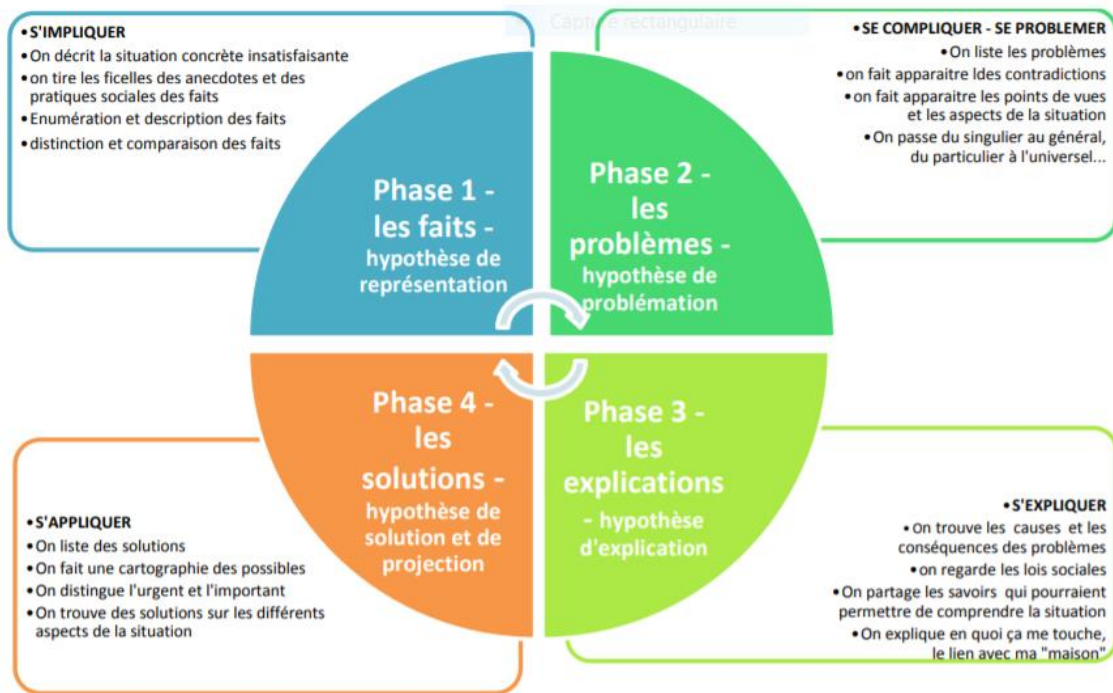 Capture rectangulaire
• S'IMPLIQUER
• On décrit la situation concrète insatisfaisante
• on tire les ficelles des anecdotes et des
pratiques sociales des faits
• Enumération et description des faits
• distinction et comparaison des faits
• SE COMPLIQUER - SE PROBLEMER
• On liste les problèmes
• on fait apparaitre ldes contradictions
• on fait apparaitre les points de vues
et les aspects de la situation
• On passe du singulier au général,
du particulier à l'universel...
Phase 1 -
les faits -
hypothèse de
représentation
Phase 2 -
les
problèmes -
hypothèse de
problémation
Phase 4 -
les
solutions -
hypothèse de
solution et de
projection
Phase 3 -
les
explications
- hypothèse
d'explication
• S'APPLIQUER
• On liste des solutions
• On fait une cartographie des possibles
• On distingue l'urgent et l'important
• On trouve des solutions sur les différents
aspects de la situation
• S'EXPLIQUER
• On trouve les causes et les
conséquences des problèmes
• on regarde les lois sociales
• On partage les savoirs qui pourraient
permettre de comprendre la situation
• On explique en quoi ça me touche,
le lien avec ma "maison"